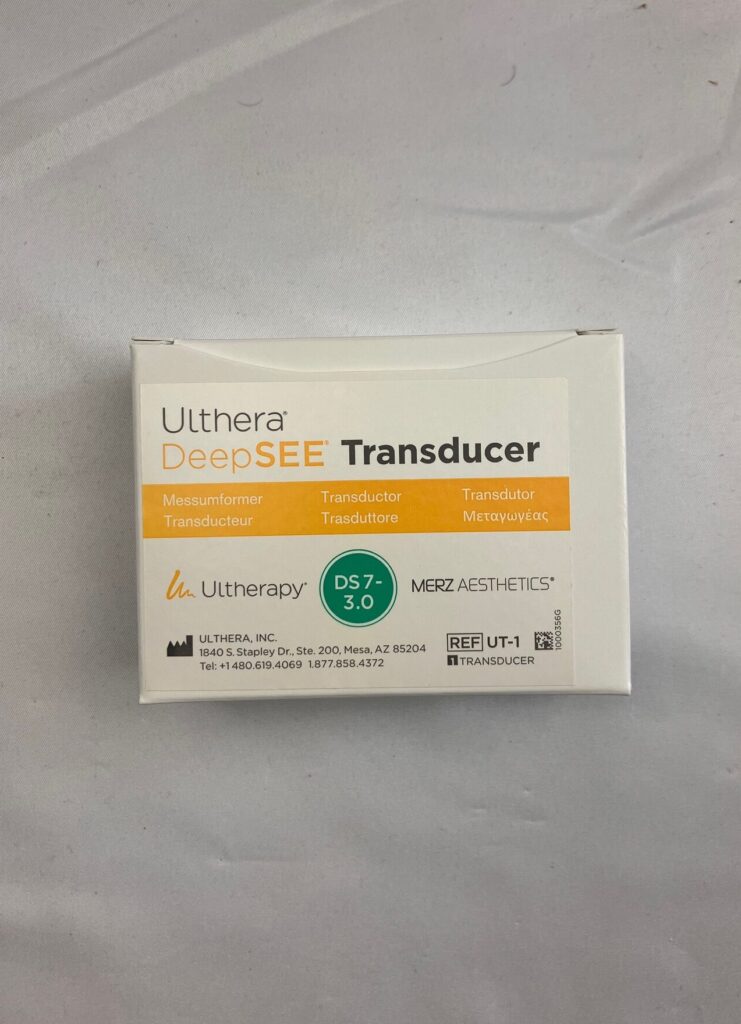 Ulthera®
DeepSEE® Transducer
Messumformer Transductor Transdutor
Transducteur Trasduttore Μεταγωγέας
Ultherapy® DS 7-3.0 MERZ AESTHETICS®
ULTHERA, INC.
1840 S. Stapley Dr., Ste. 200, Mesa, AZ 85204
Tel: +1 480.619.4069 1.877.858.4372
REF UT-1
1 TRANSDUCER
1D00356G